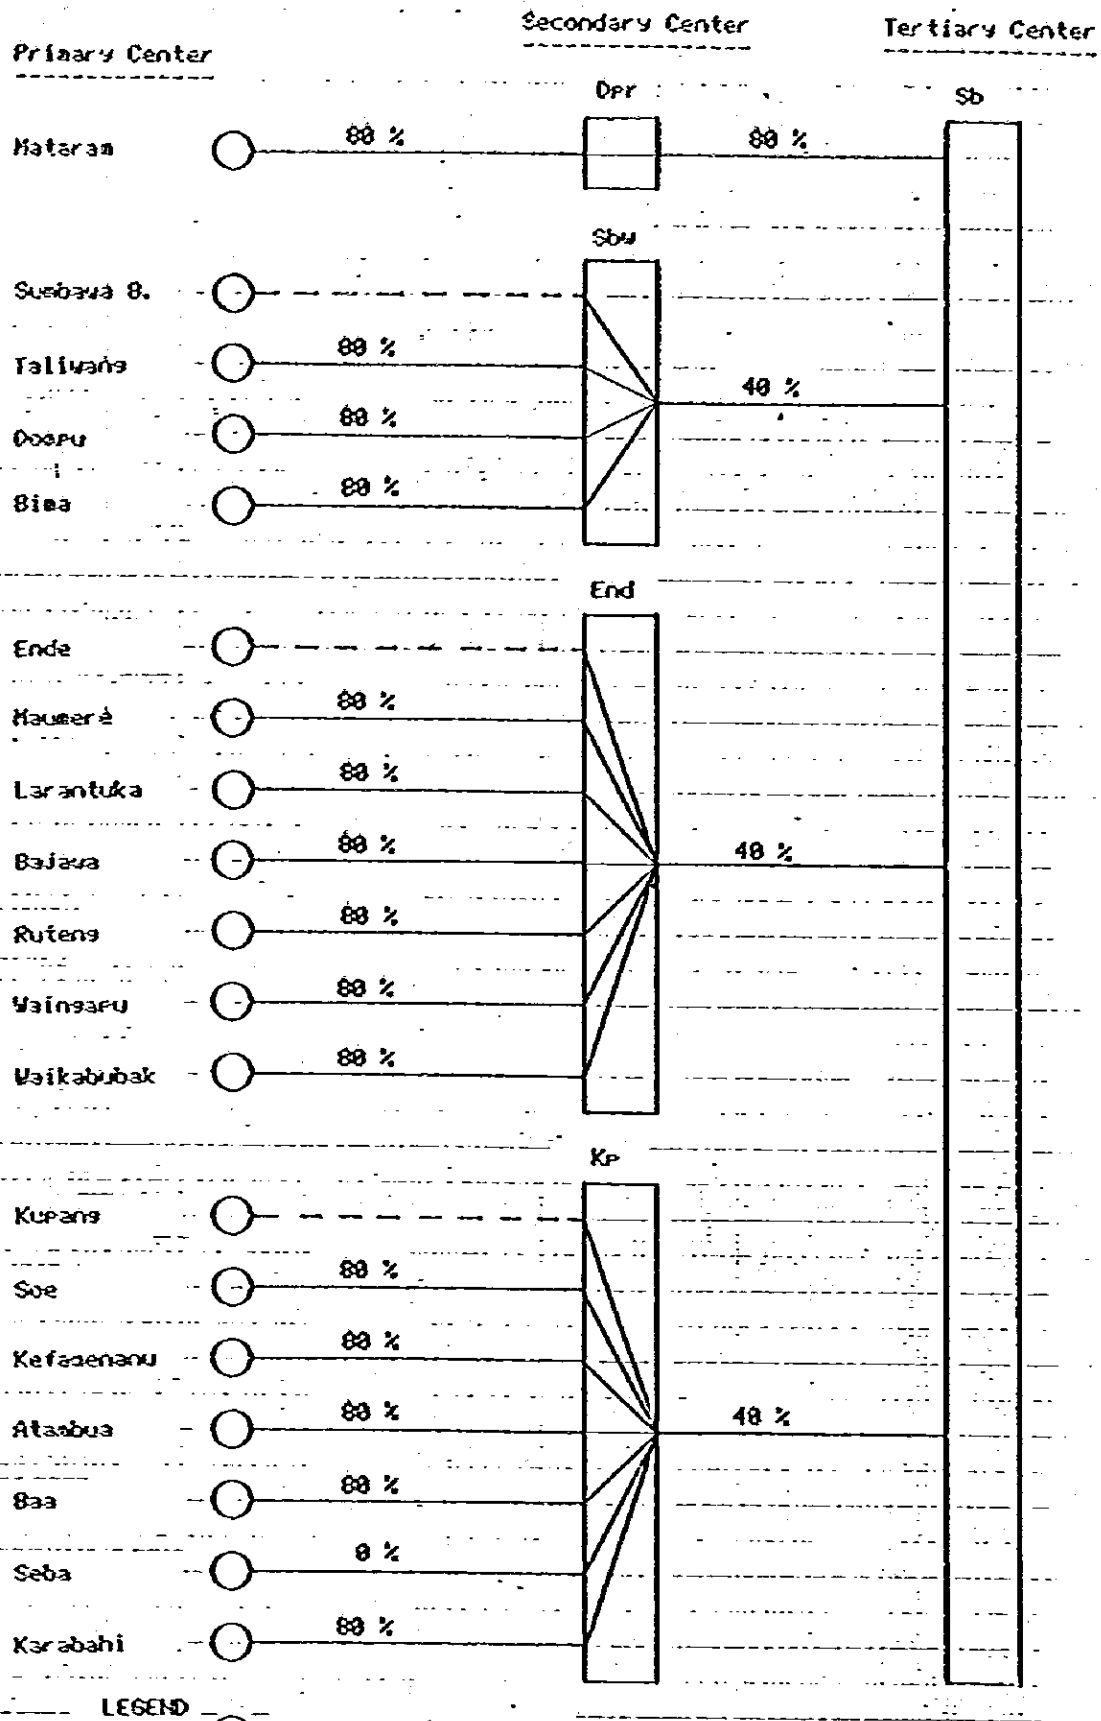 Secondary Center
Tertiary Center
Primary Center
Dpr
Sb
Mataram
80 %
80 %
Sbw
Sumbawa B.
Taliwang
80 %
40 %
Dompu
80 %
Bima
80 %
End
Ende
Maumere
80 %
Larantuka
80 %
Bajawa
80 %
40 %
Ruteng
80 %
Waingapu
80 %
Waikabubak
80 %
Kp
Kupang
Soe
80 %
Kefamenanu
80 %
Atambua
80 %
40 %
Baa
80 %
Seba
0 %
Karabahi
80 %
LEGEND